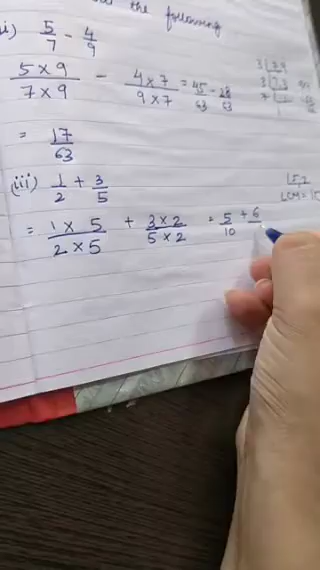 the following
ii) 5/7 - 4/9
5 × 9 / 7 × 9 - 4 × 7 / 9 × 7 = 45/63 - 28/63
= 17/63
(iii) 1/2 + 3/5
= 1 × 5 / 2 × 5 + 3 × 2 / 5 × 2 = 5/10 + 6/
LCM = 10